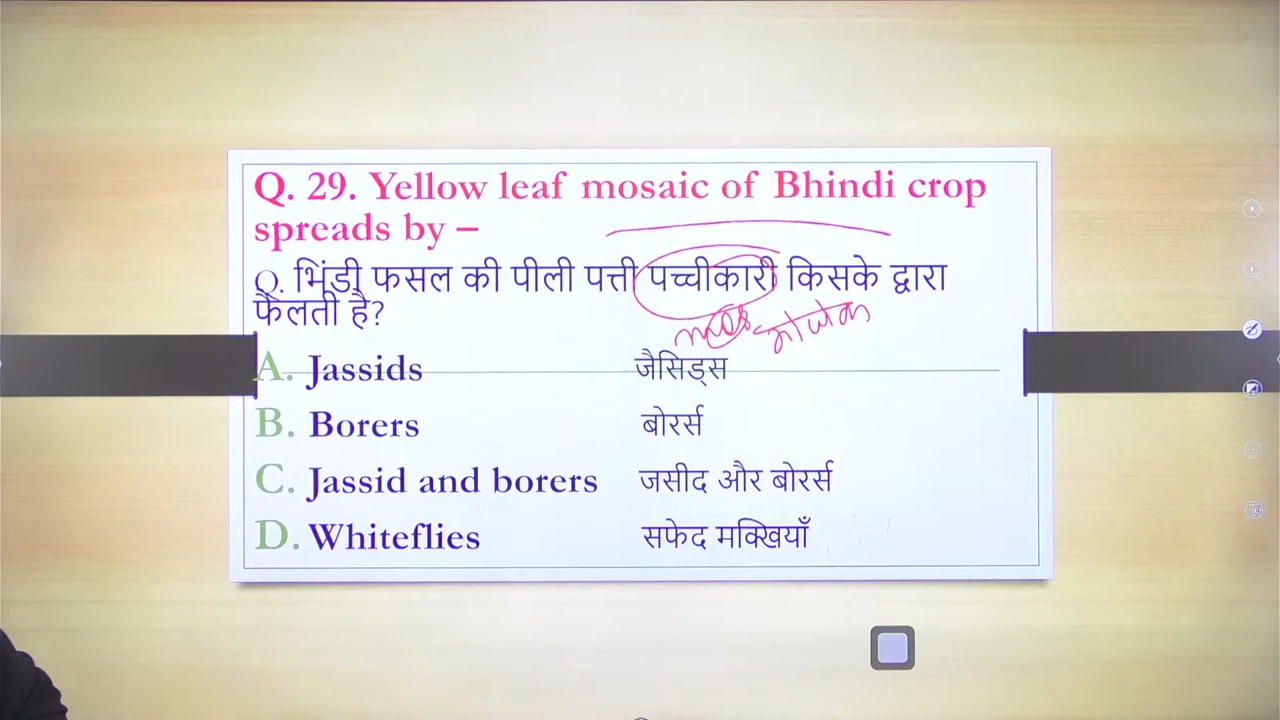 Q. 29. Yellow leaf mosaic of Bhindi crop
spreads by –
Q. भिंडी फसल की पीली पत्ती पच्चीकारी किसके द्वारा
फैलती है?
A. Jassids जैसिड्स
B. Borers बोरर्स
C. Jassid and borers जसीद और बोरर्स
D. Whiteflies सफेद मक्खियाँ